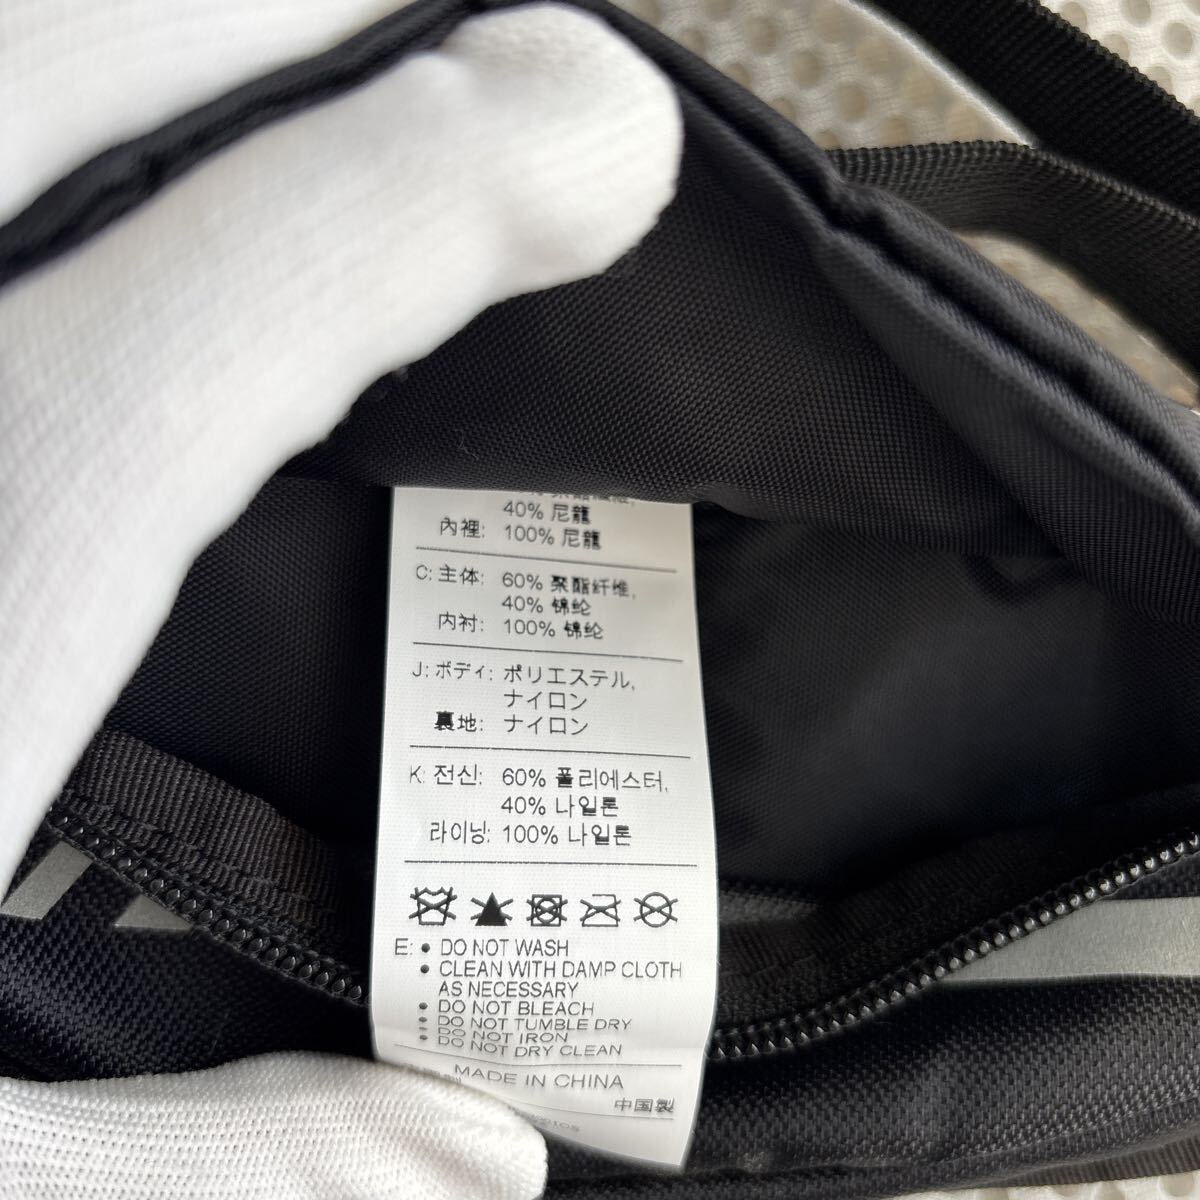 40% 尼龍
內裡: 100% 尼龍
C: 主体: 60% 聚酯纤维,
40% 锦纶
内衬: 100% 锦纶
J: ボディ: ポリエステル,
ナイロン
裏地: ナイロン
K: 전신: 60% 폴리에스터,
40% 나일론
라이닝: 100% 나일론
E: • DO NOT WASH
• CLEAN WITH DAMP CLOTH
AS NECESSARY
• DO NOT BLEACH
• DO NOT TUMBLE DRY
• DO NOT IRON
• DO NOT DRY CLEAN
MADE IN CHINA
中国製